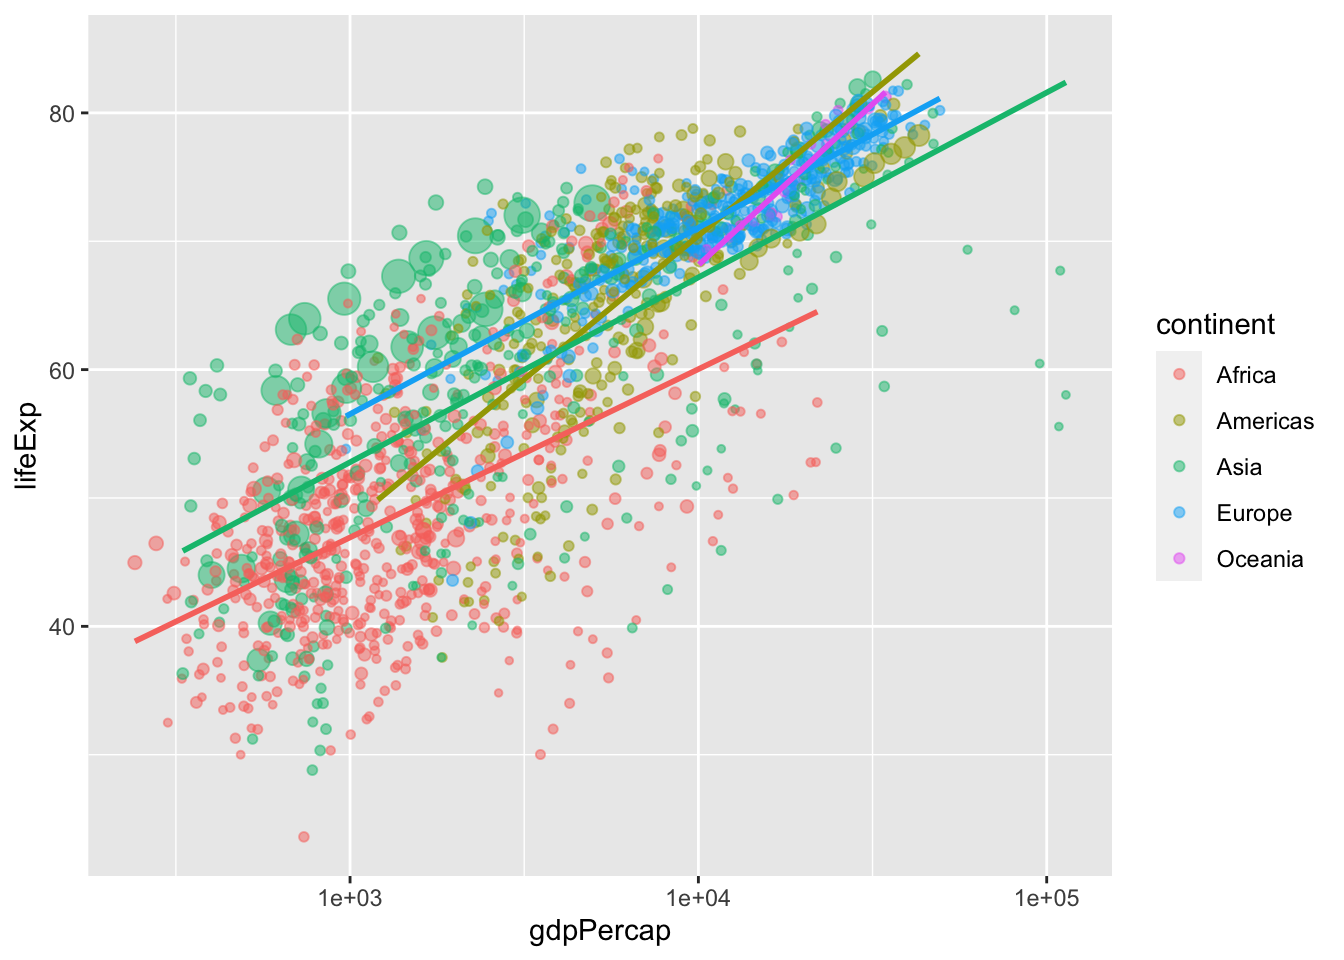 80
60
40
lifeExp
1e+03
1e+04
1e+05
gdpPercap
continent
Africa
Americas
Asia
Europe
Oceania